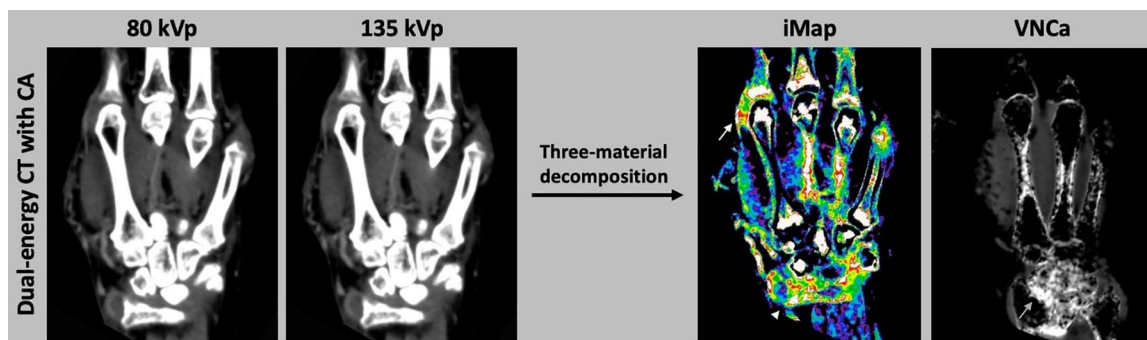 80 kVp
135 kVp
iMap
VNCa
Dual-energy CT with CA
Three-material
decomposition